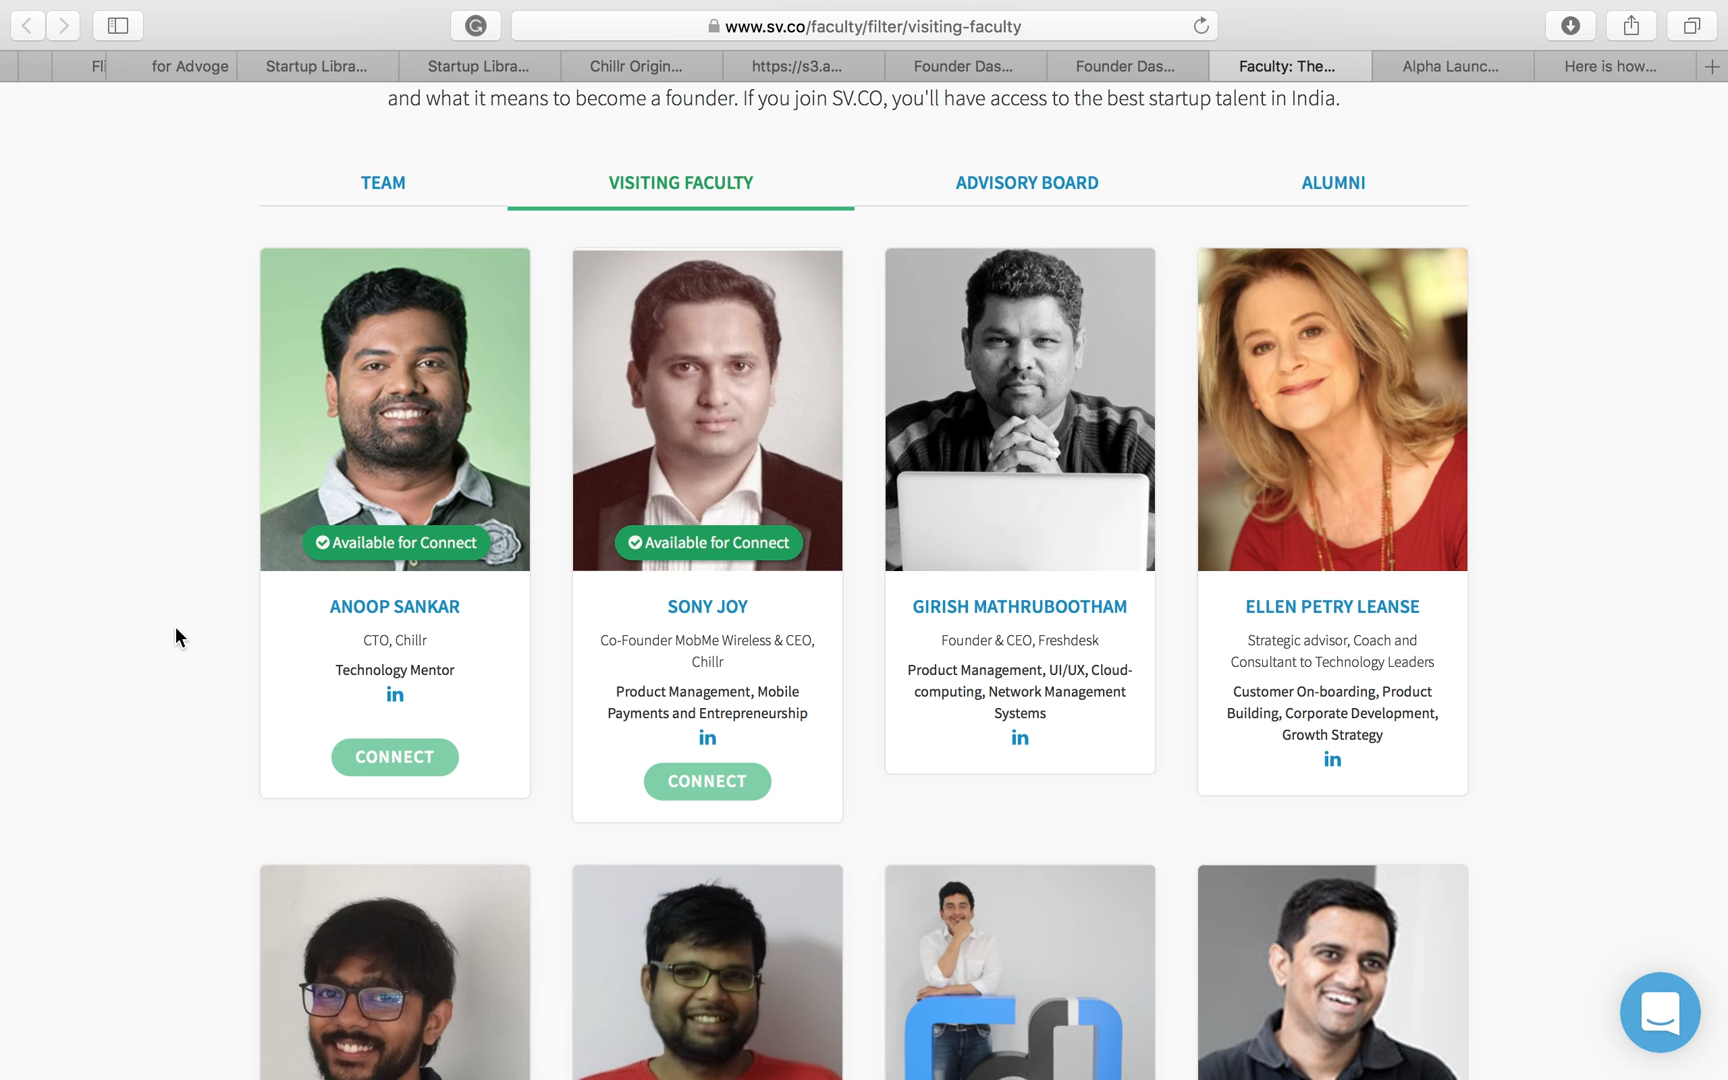 www.sv.co/faculty/filter/visiting-faculty
Fli
for Advoge
Startup Libra...
Startup Libra...
Chillr Origin...
https://s3.a...
Founder Das...
Founder Das...
Faculty: The...
Alpha Launc...
Here is how...
and what it means to become a founder. If you join SV.CO, you'll have access to the best startup talent in India.
TEAM
VISITING FACULTY
ADVISORY BOARD
ALUMNI
Available for Connect
ANOOP SANKAR
CTO, Chillr
Technology Mentor
in
CONNECT
Available for Connect
SONY JOY
Co-Founder MobMe Wireless & CEO,
Chillr
Product Management, Mobile
Payments and Entrepreneurship
in
CONNECT
GIRISH MATHRUBOOTHAM
Founder & CEO, Freshdesk
Product Management, UI/UX, Cloud-
computing, Network Management
Systems
in
ELLEN PETRY LEANSE
Strategic advisor, Coach and
Consultant to Technology Leaders
Customer On-boarding, Product
Building, Corporate Development,
Growth Strategy
in